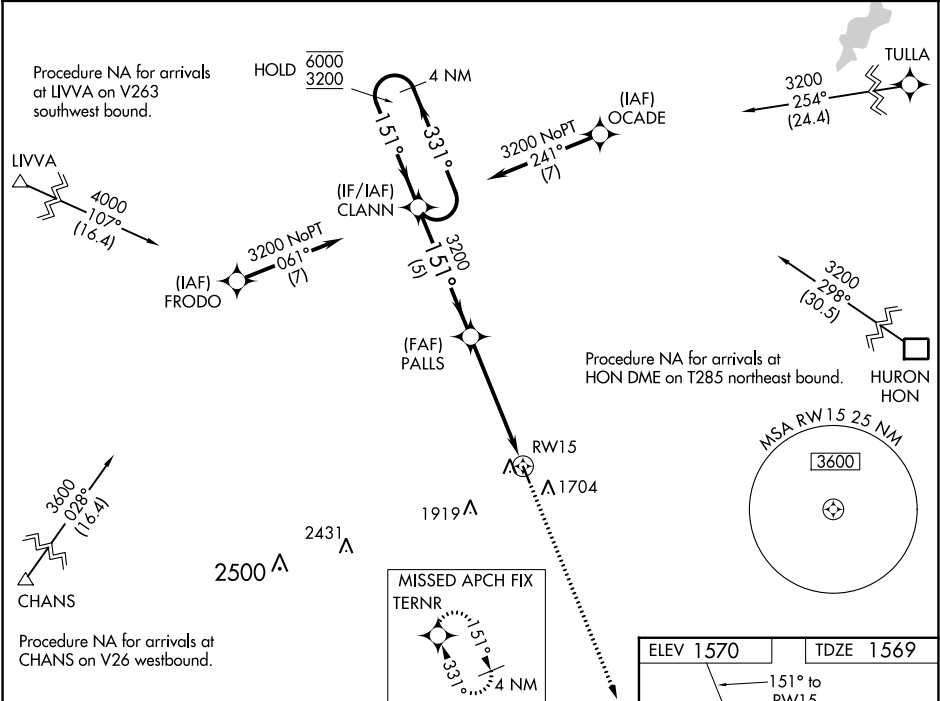 Procedure NA for arrivals
at LIVVA on V263
southwest bound.
HOLD 6000
3200
4 NM
151°
331°
TULLA
3200
254°
(24.4)
(IAF)
OCADE
3200 NoPT
241°
(7)
LIVVA
4000
107°
(16.4)
(IF/IAF)
CLANN
3200 NoPT
061°
(7)
(IAF)
FRODO
3200
151°
(5)
3200
298°
(30.5)
(FAF)
PALLS
Procedure NA for arrivals at
HON DME on T285 northeast bound.
HURON
HON
MSA RW15 25 NM
3600
RW15
1704
1919
2431
2500
3600
028°
(16.4)
CHANS
Procedure NA for arrivals at
CHANS on V26 westbound.
MISSED APCH FIX
TERNR
151°
331°
4 NM
ELEV 1570
TDZE 1569
151° to
RW15